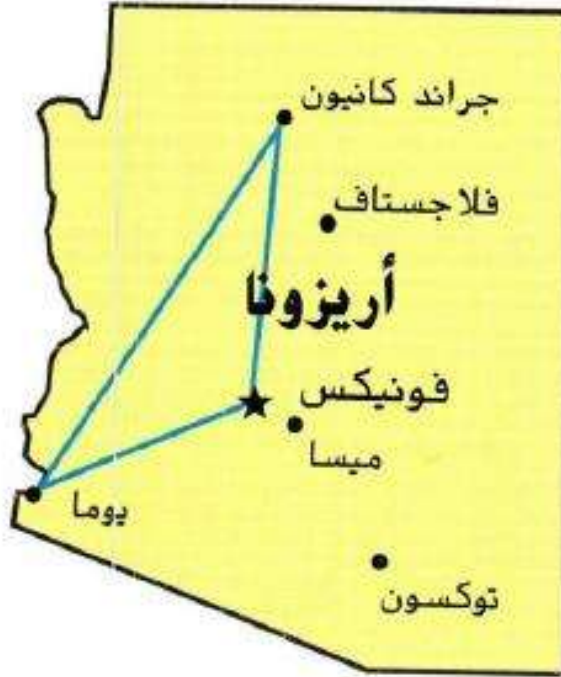 جراند كانيون
فلاجستاف
أريزونا
فونيكس
ميسا
يوما
توكسون